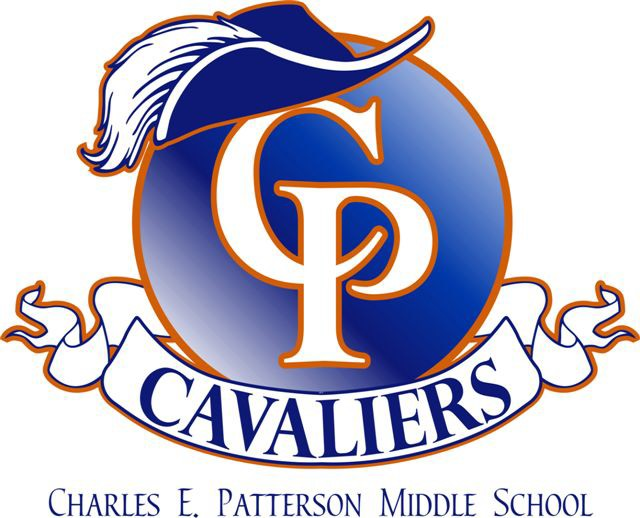 CP
CAVALIERS
CHARLES E. PATTERSON MIDDLE SCHOOL